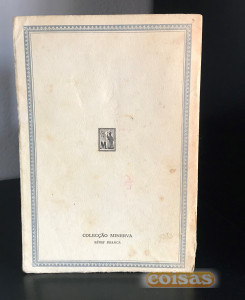 M
COLECÇÃO MINERVA
SÉRIE BRANCA
coisas